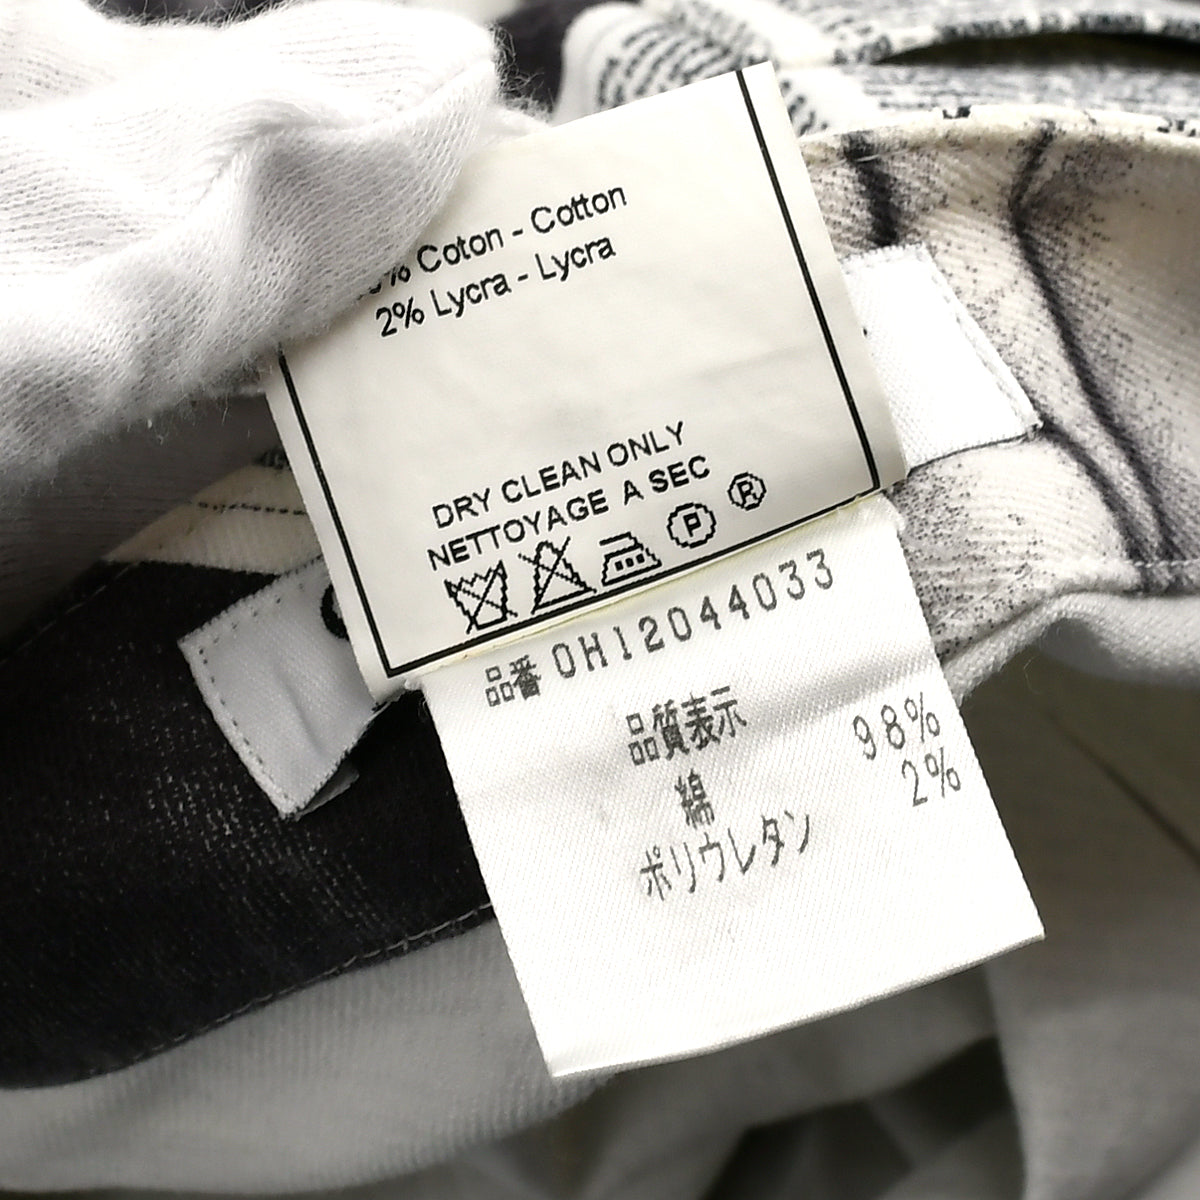 % Coton - Cotton
2% Lycra - Lycra
DRY CLEAN ONLY
NETTOYAGE A SEC
P R
品番 OH12044033
品質表示
綿 98%
ポリウレタン 2%